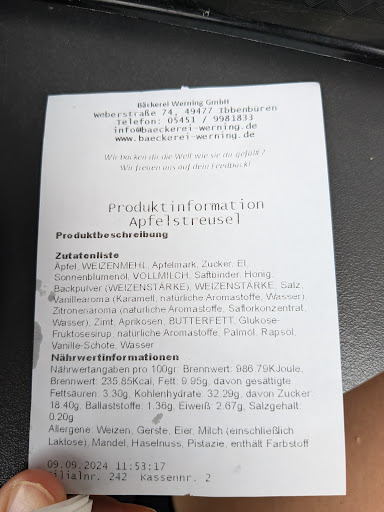 Bäckerei Werning GmbH
Weberstraße 74, 49477 Ibbenbüren
Telefon: 05451 / 9981833
info@baeckerei-werning.de
www.baeckerei-werning.de
Wir backen dir die Welt wie sie dir gefällt ?
Wir freuen uns auf dein Feedback!
Produktinformation
Apfelstreusel
Produktbeschreibung
Zutatenliste
Äpfel, WEIZENMEHL, Apfelmark, Zucker, EI,
Sonnenblumenöl, VOLLMILCH, Saftbinder, Honig,
Backpulver (WEIZENSTÄRKE), WEIZENSTÄRKE, Salz,
Vanillearoma (Karamell, natürliche Aromastoffe, Wasser),
Zitronenaroma (natürliche Aromastoffe, Saflorkonzentrat,
Wasser), Zimt, Aprikosen, BUTTERFETT, Glukose-
Fruktosesirup, natürliche Aromastoffe, Palmöl, Rapsöl,
Vanille-Schote, Wasser
Nährwertinformationen
Nährwertangaben pro 100gr: Brennwert: 986.79KJoule,
Brennwert: 235.85Kcal, Fett: 9.95g, davon gesättigte
Fettsäuren: 3.30g, Kohlenhydrate: 32.29g, davon Zucker:
18.40g, Ballaststoffe: 1.36g, Eiweiß: 2.67g, Salzgehalt:
0.20g
Allergene: Weizen, Gerste, Eier, Milch (einschließlich
Laktose), Mandel, Haselnuss, Pistazie, enthält Farbstoff
09.09.2024 11:53:17
Filialnr. 242 Kassennr. 2